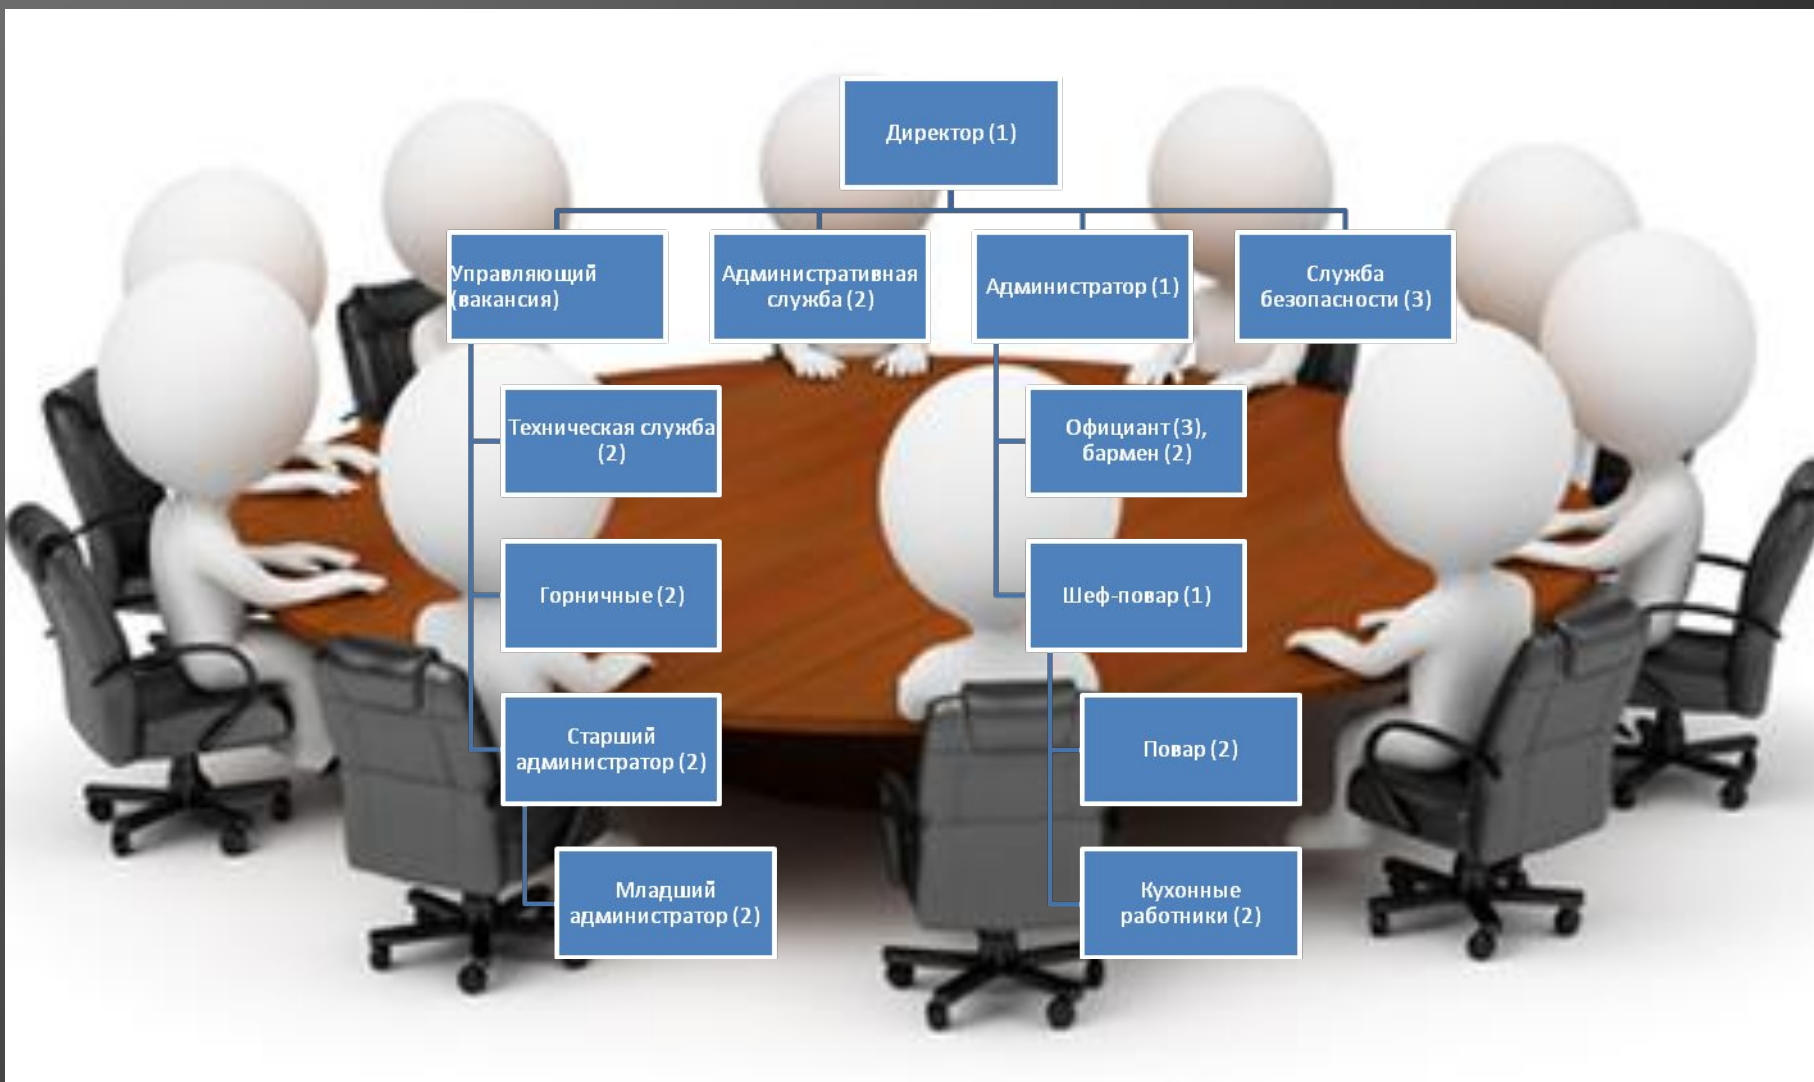 Директор (1)
Управляющий
(вакансия)
Административная
служба (2)
Администратор (1)
Служба
безопасности (3)
Техническая служба
(2)
Официант (3),
бармен (2)
Горничные (2)
Шеф-повар (1)
Старший
администратор (2)
Повар (2)
Младший
администратор (2)
Кухонные
работники (2)